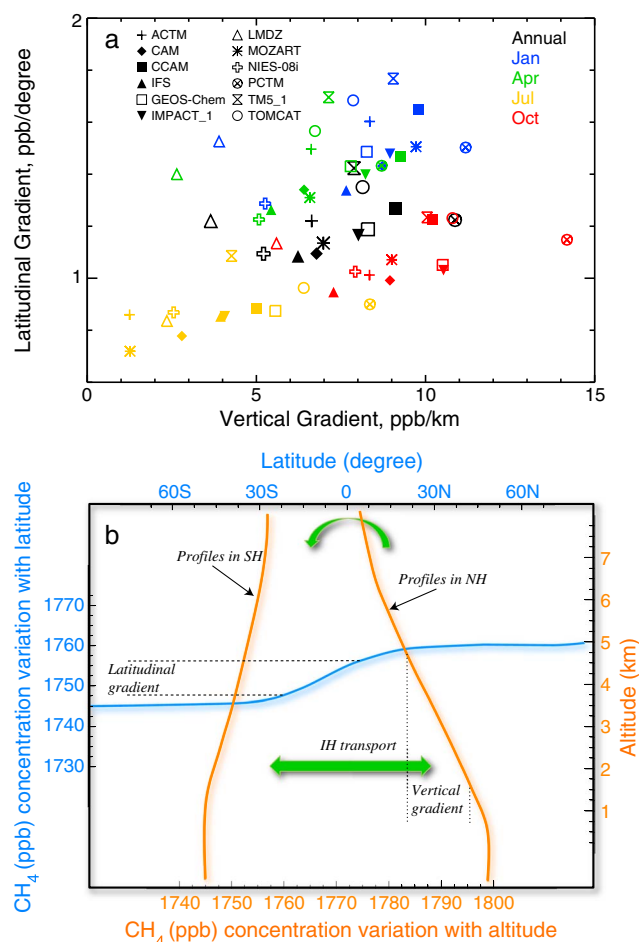 a
ACTM
CAM
CCAM
IFS
GEOS-Chem
IMPACT_1
LMDZ
MOZART
NIES-08i
PCTM
TM5_1
TOMCAT
Annual
Jan
Apr
Jul
Oct
2
1
Latitudinal Gradient, ppb/degree
0 5 10 15
Vertical Gradient, ppb/km
Latitude (degree)
60S 30S 0 30N 60N
b
Profiles in SH
Profiles in NH
CH4 (ppb) concentration variation with latitude
1770
1760
1750
1740
1730
Latitudinal
gradient
IH transport
Vertical
gradient
7
6
5
4
3
2
1
Altitude (km)
1740 1750 1760 1770 1780 1790 1800
CH4 (ppb) concentration variation with altitude